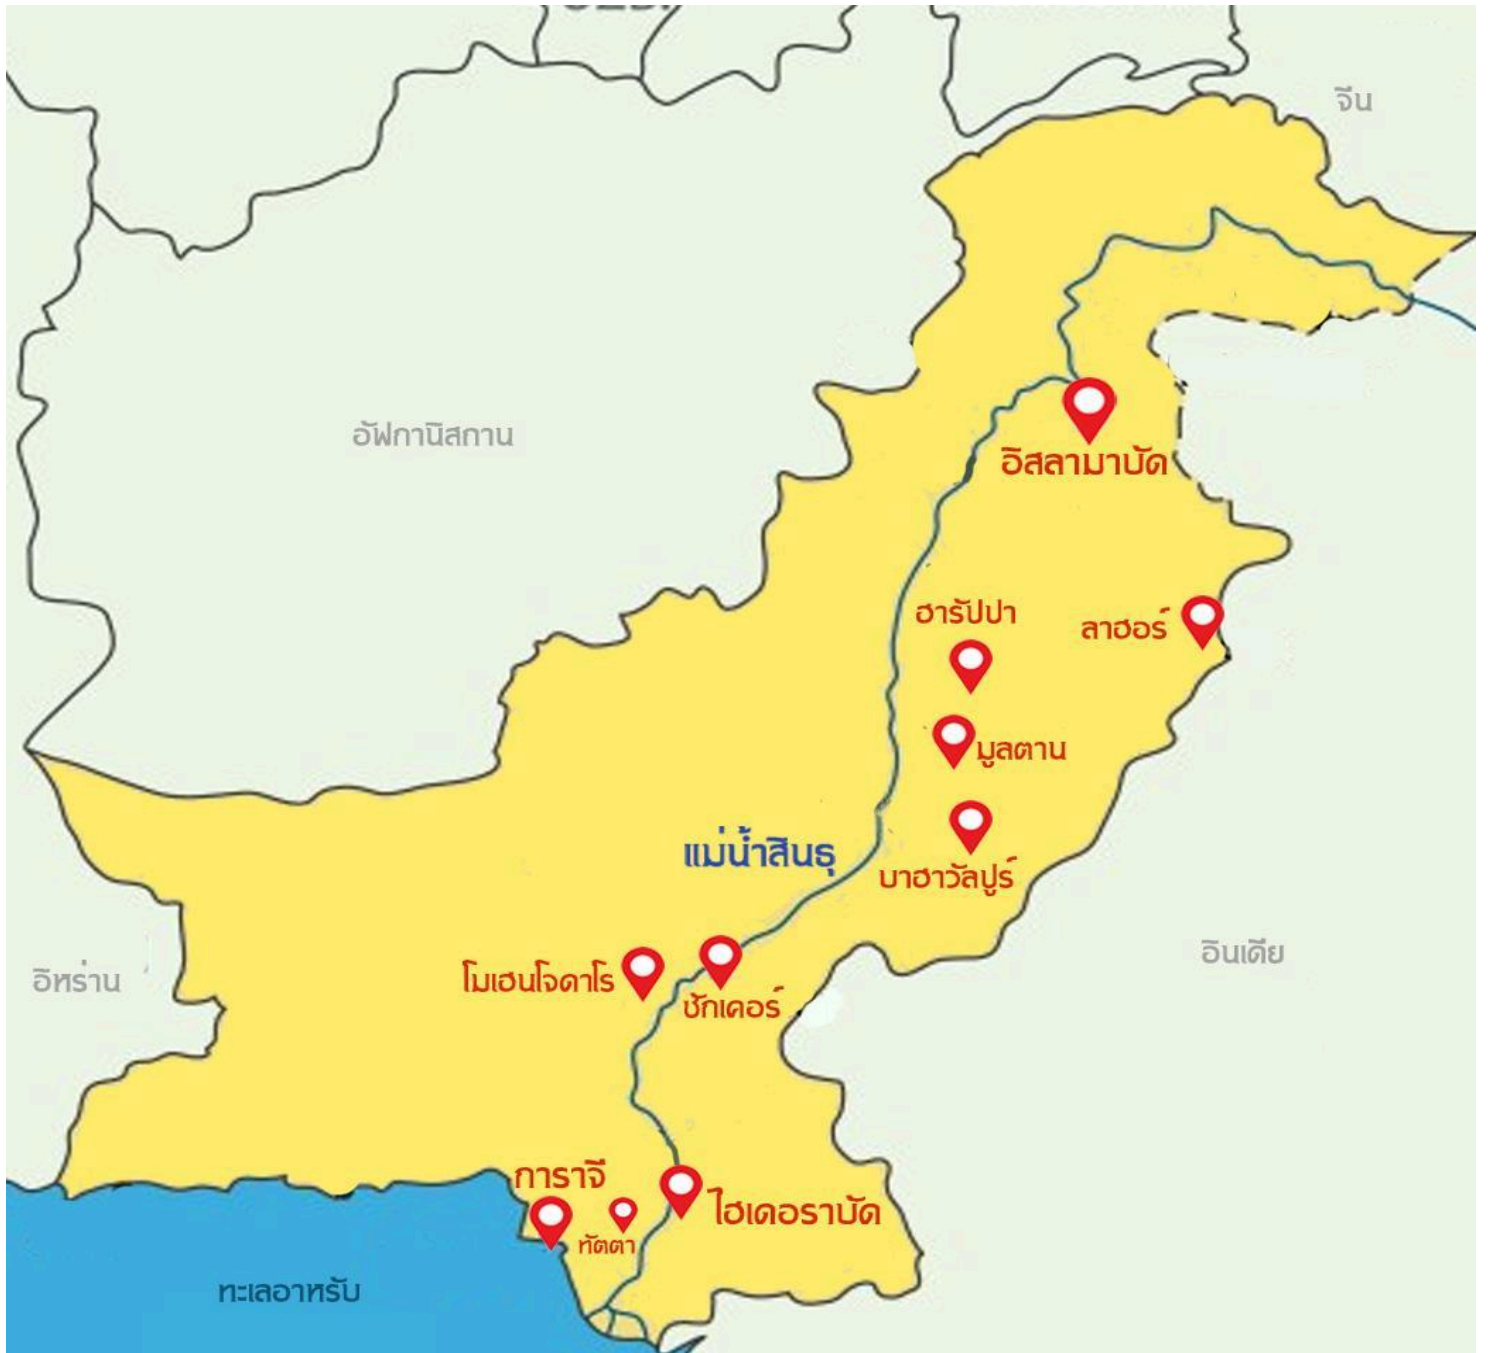 จีน
อัฟกานิสถาน
อิสลามาบัด
ฮารัปปา
ลาฮอร์
มูลตาน
แม่น้ำสินธุ
บาฮาวัลปูร์
อินเดีย
อิหร่าน
โมเฮนโจดาโร
ซักเคอร์
การาจี
ไฮเดอราบัด
ทัตตา
ทะเลอาหรับ